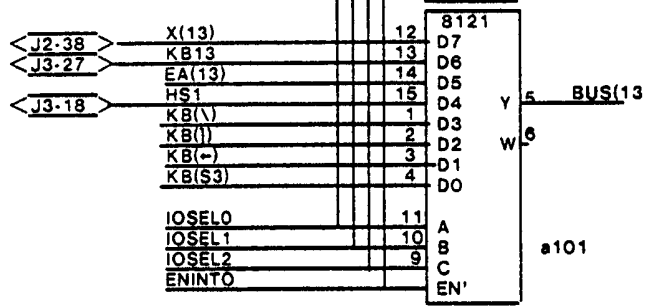 8121
J2-38 X(13) 12 D7
J3-27 KB13 13 D6
EA(13) 14 D5
J3-18 HS1 15 D4 Y 5 BUS(13
KB(\) 1 D3
KB(]) 2 D2 W 6
KB(←) 3 D1
KB(S3) 4 D0
IOSEL0 11 A
IOSEL1 10 B a101
IOSEL2 9 C
ENINTO EN'